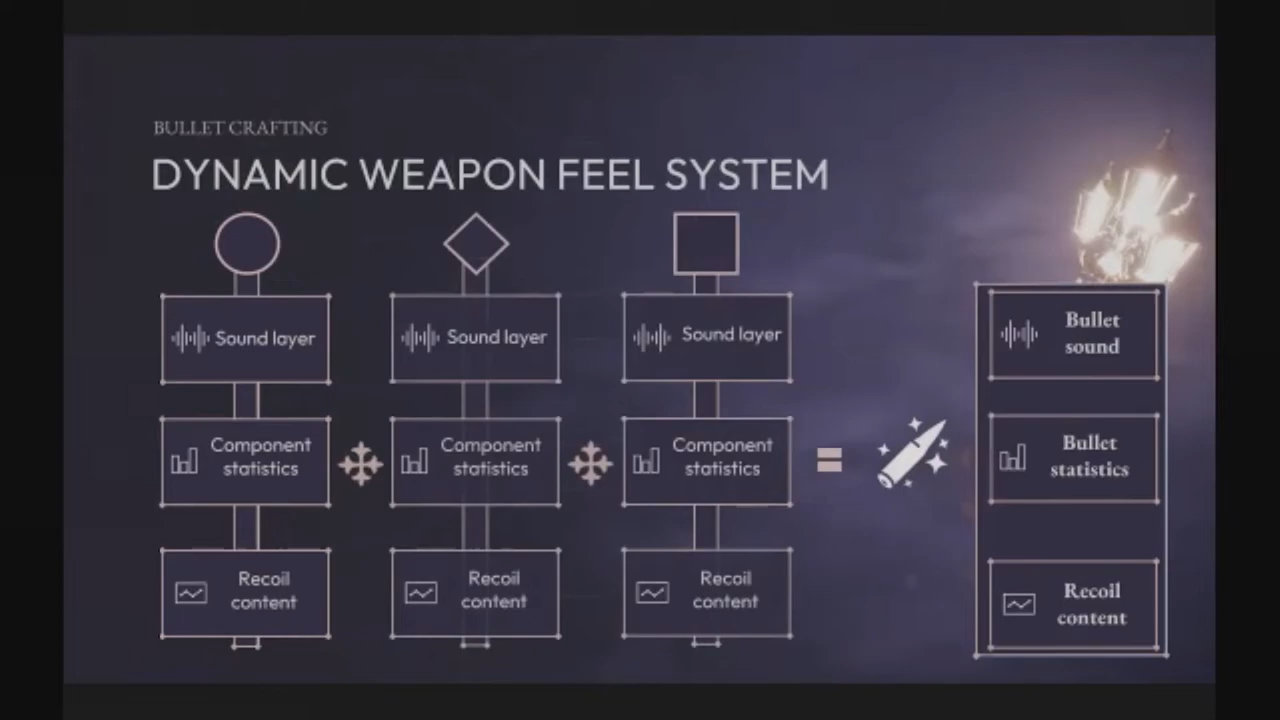 BULLET CRAFTING
DYNAMIC WEAPON FEEL SYSTEM
Sound layer
Sound layer
Sound layer
Bullet
sound
Component
statistics
Component
statistics
Component
statistics
=
Bullet
statistics
Recoil
content
Recoil
content
Recoil
content
Recoil
content